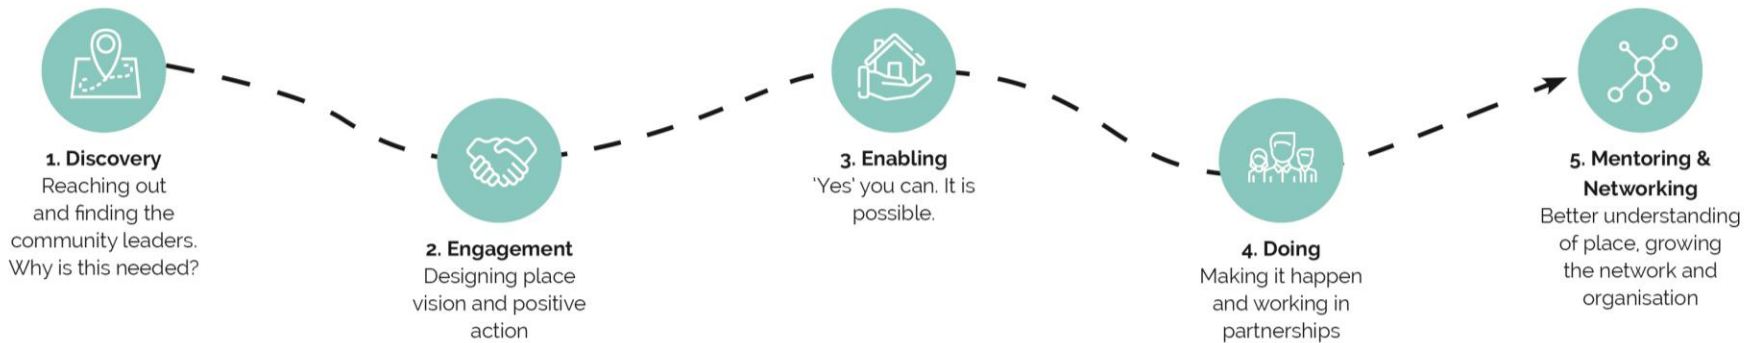 1. Discovery
Reaching out
and finding the
community leaders.
Why is this needed?
2. Engagement
Designing place
vision and positive
action
3. Enabling
'Yes' you can. It is
possible.
4. Doing
Making it happen
and working in
partnerships
5. Mentoring &
Networking
Better understanding
of place, growing
the network and
organisation